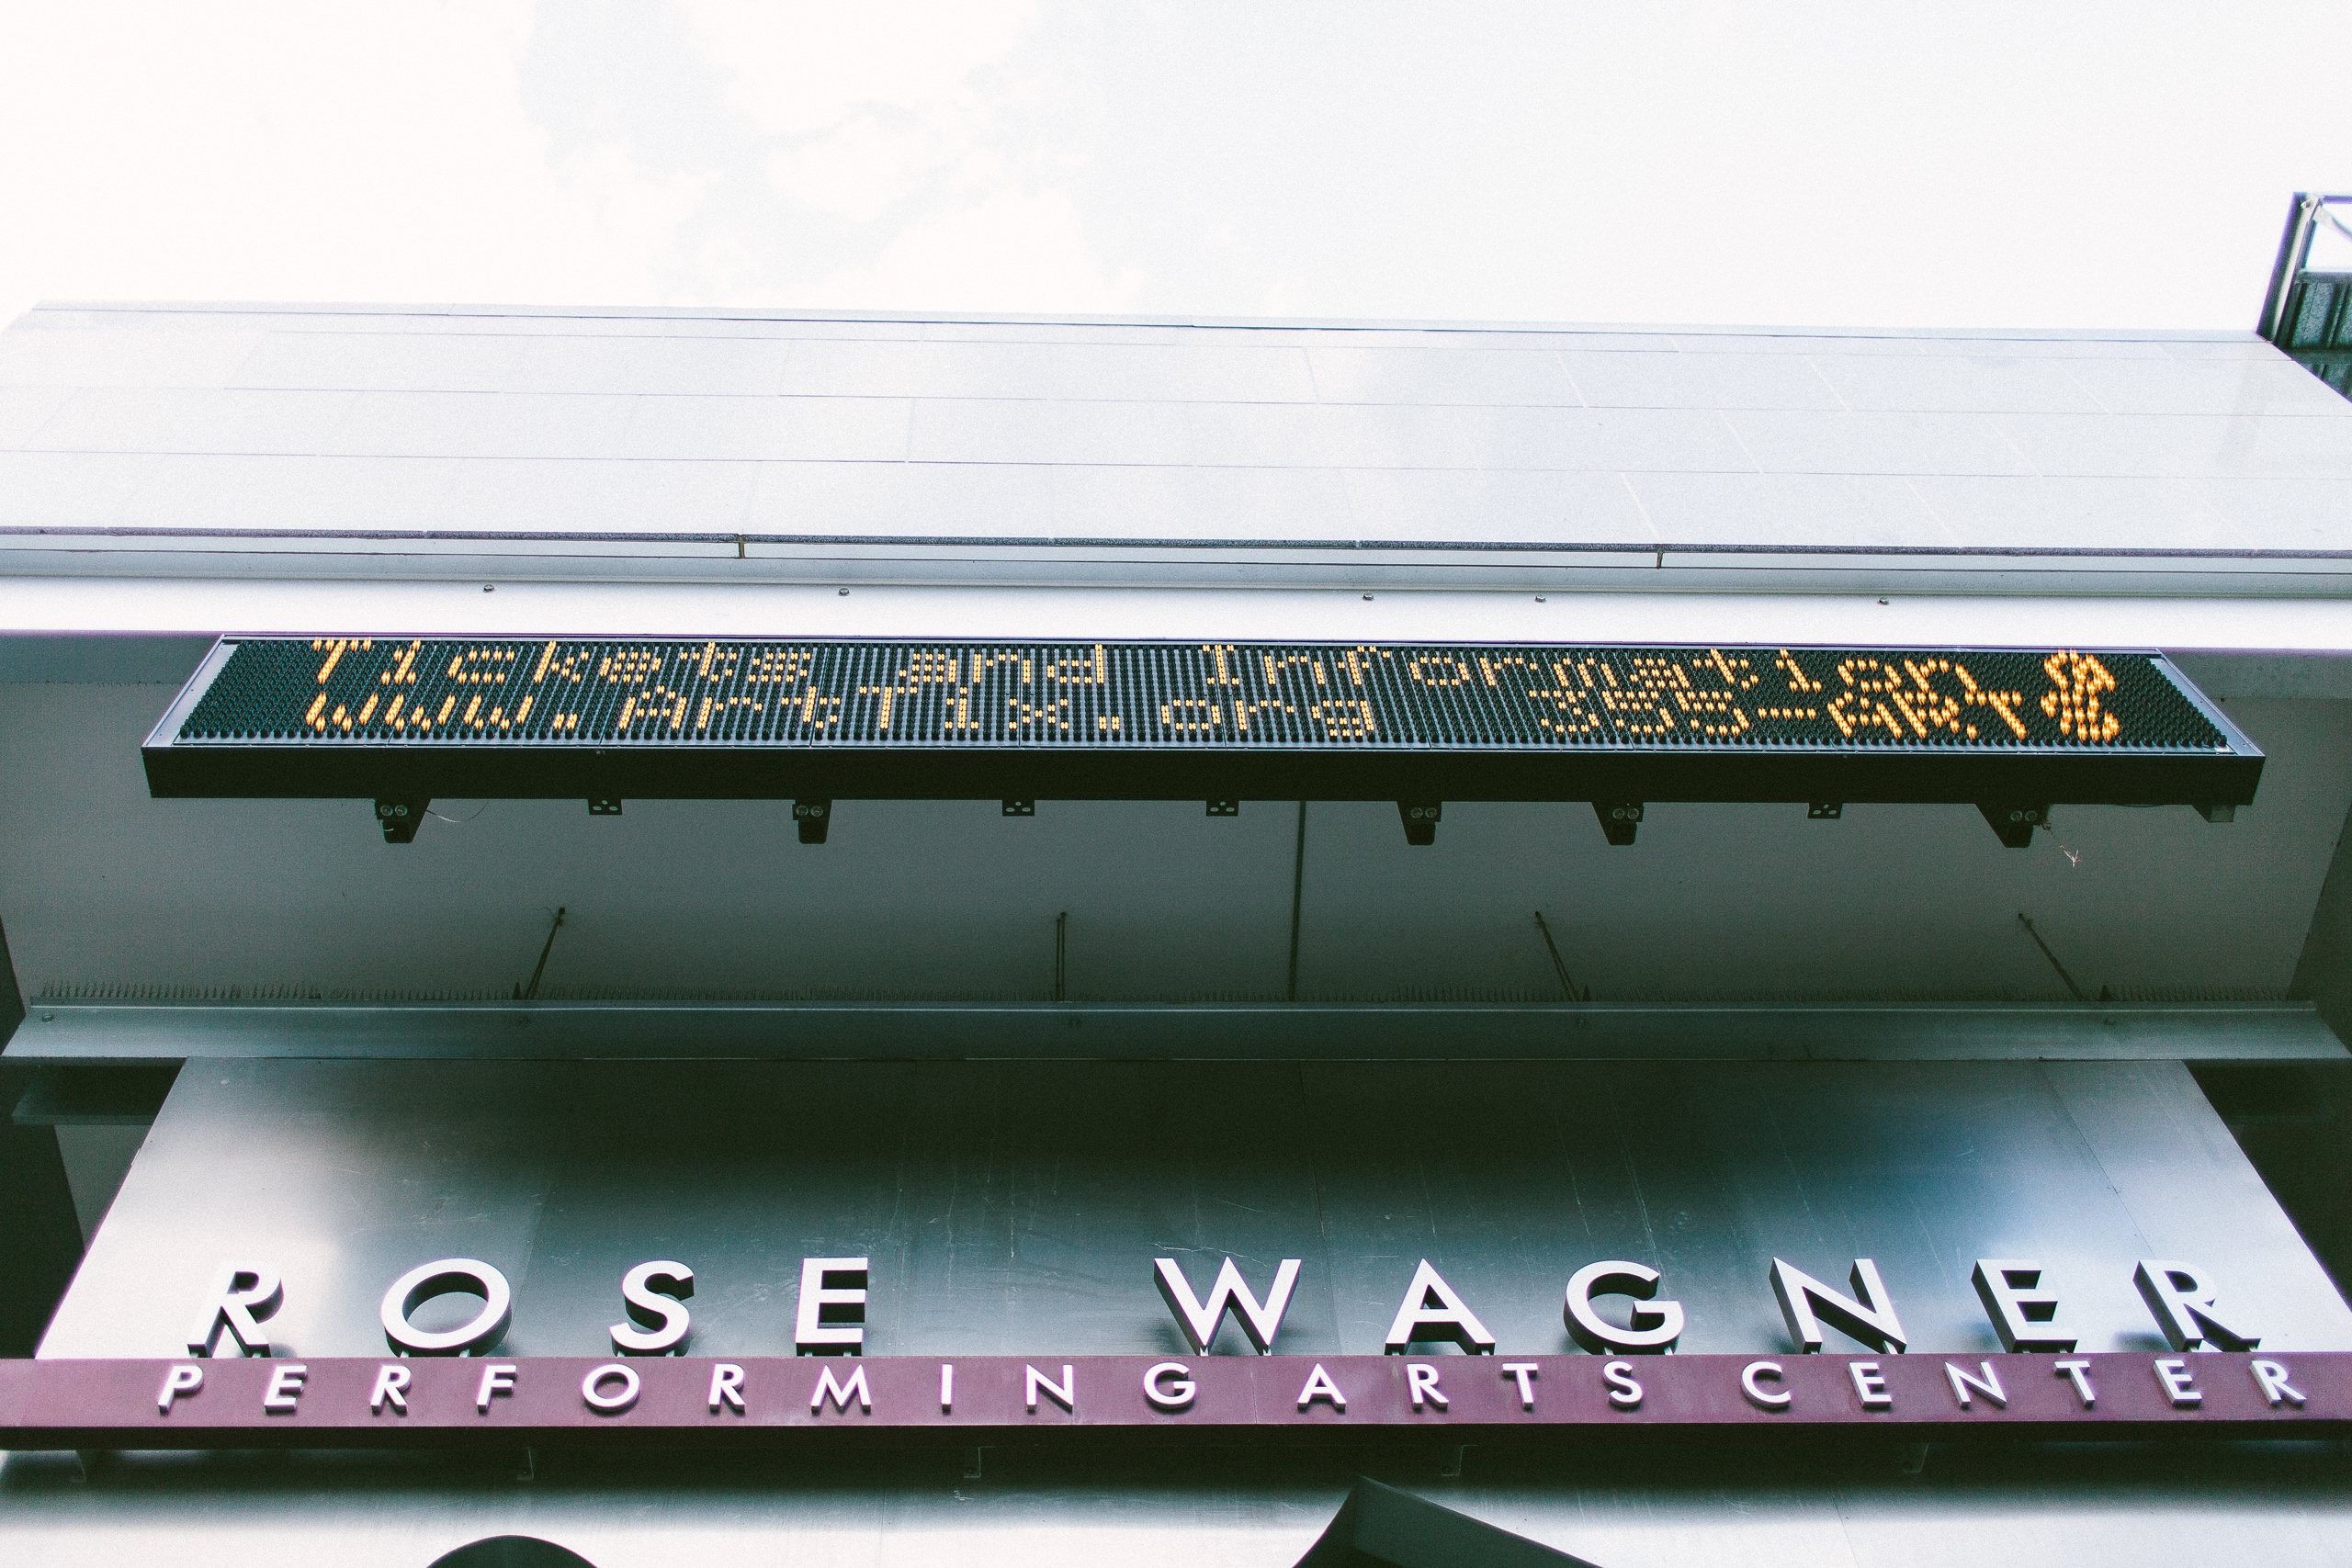 Tickets and Information
www.ArtTix.org 355-ARTS
ROSE WAGNER
PERFORMING ARTS CENTER